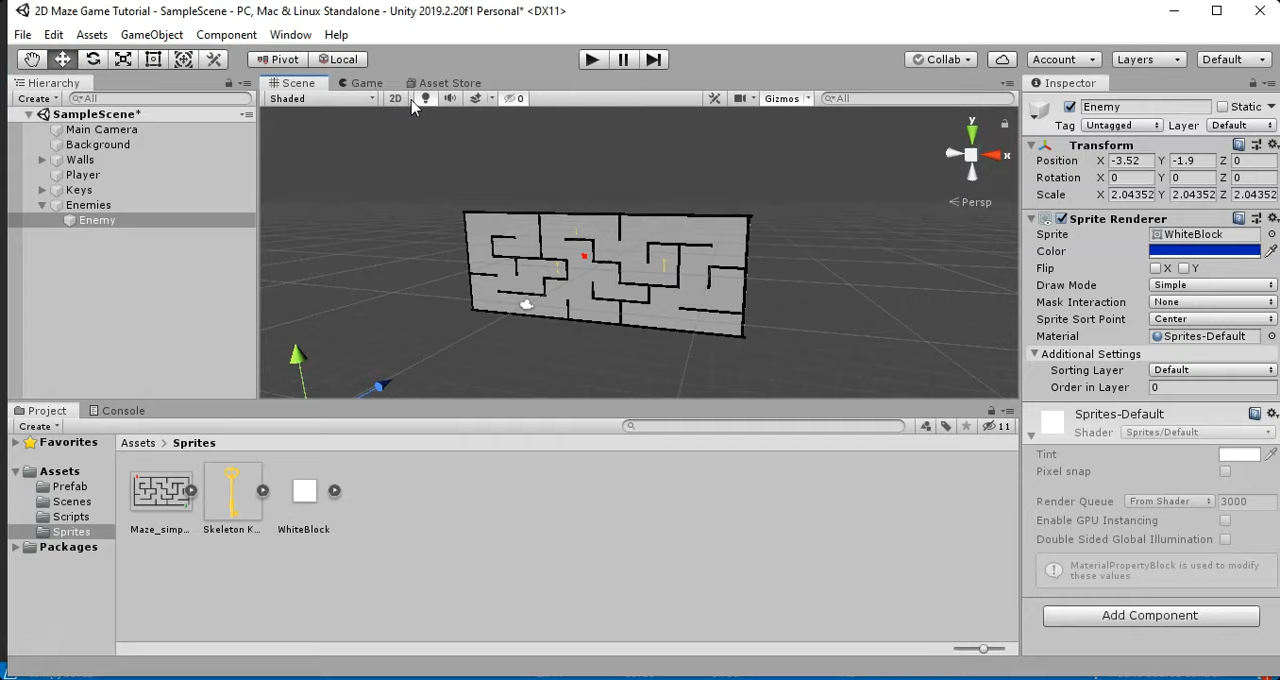 2D Maze Game Tutorial - SampleScene - PC, Mac & Linux Standalone - Unity 2019.2.20f1 Personal* <DX11>
File Edit Assets GameObject Component Window Help
Pivot Local Collab Account Layers Default
Hierarchy
Create All
SampleScene*
Main Camera
Background
Walls
Player
Keys
Enemies
Enemy
Scene Game Asset Store
Shaded 2D 0 Gizmos All
y
x
Persp
Inspector
Enemy Static
Tag Untagged Layer Default
Transform
Position X -3.52 Y -1.9 Z 0
Rotation X 0 Y 0 Z 0
Scale X 2.04352 Y 2.04352 Z 2.04352
Sprite Renderer
Sprite WhiteBlock
Color
Flip X Y
Draw Mode Simple
Mask Interaction None
Sprite Sort Point Center
Material Sprites-Default
Additional Settings
Sorting Layer Default
Order in Layer 0
Sprites-Default
Shader Sprites/Default
Tint
Pixel snap
Render Queue From Shader 3000
Enable GPU Instancing
Double Sided Global Illumination
MaterialPropertyBlock is used to modify
these values
Add Component
Project Console
Create 11
Favorites
Assets
Prefab
Scenes
Scripts
Sprites
Packages
Assets Sprites
Maze_simp... Skeleton K... WhiteBlock